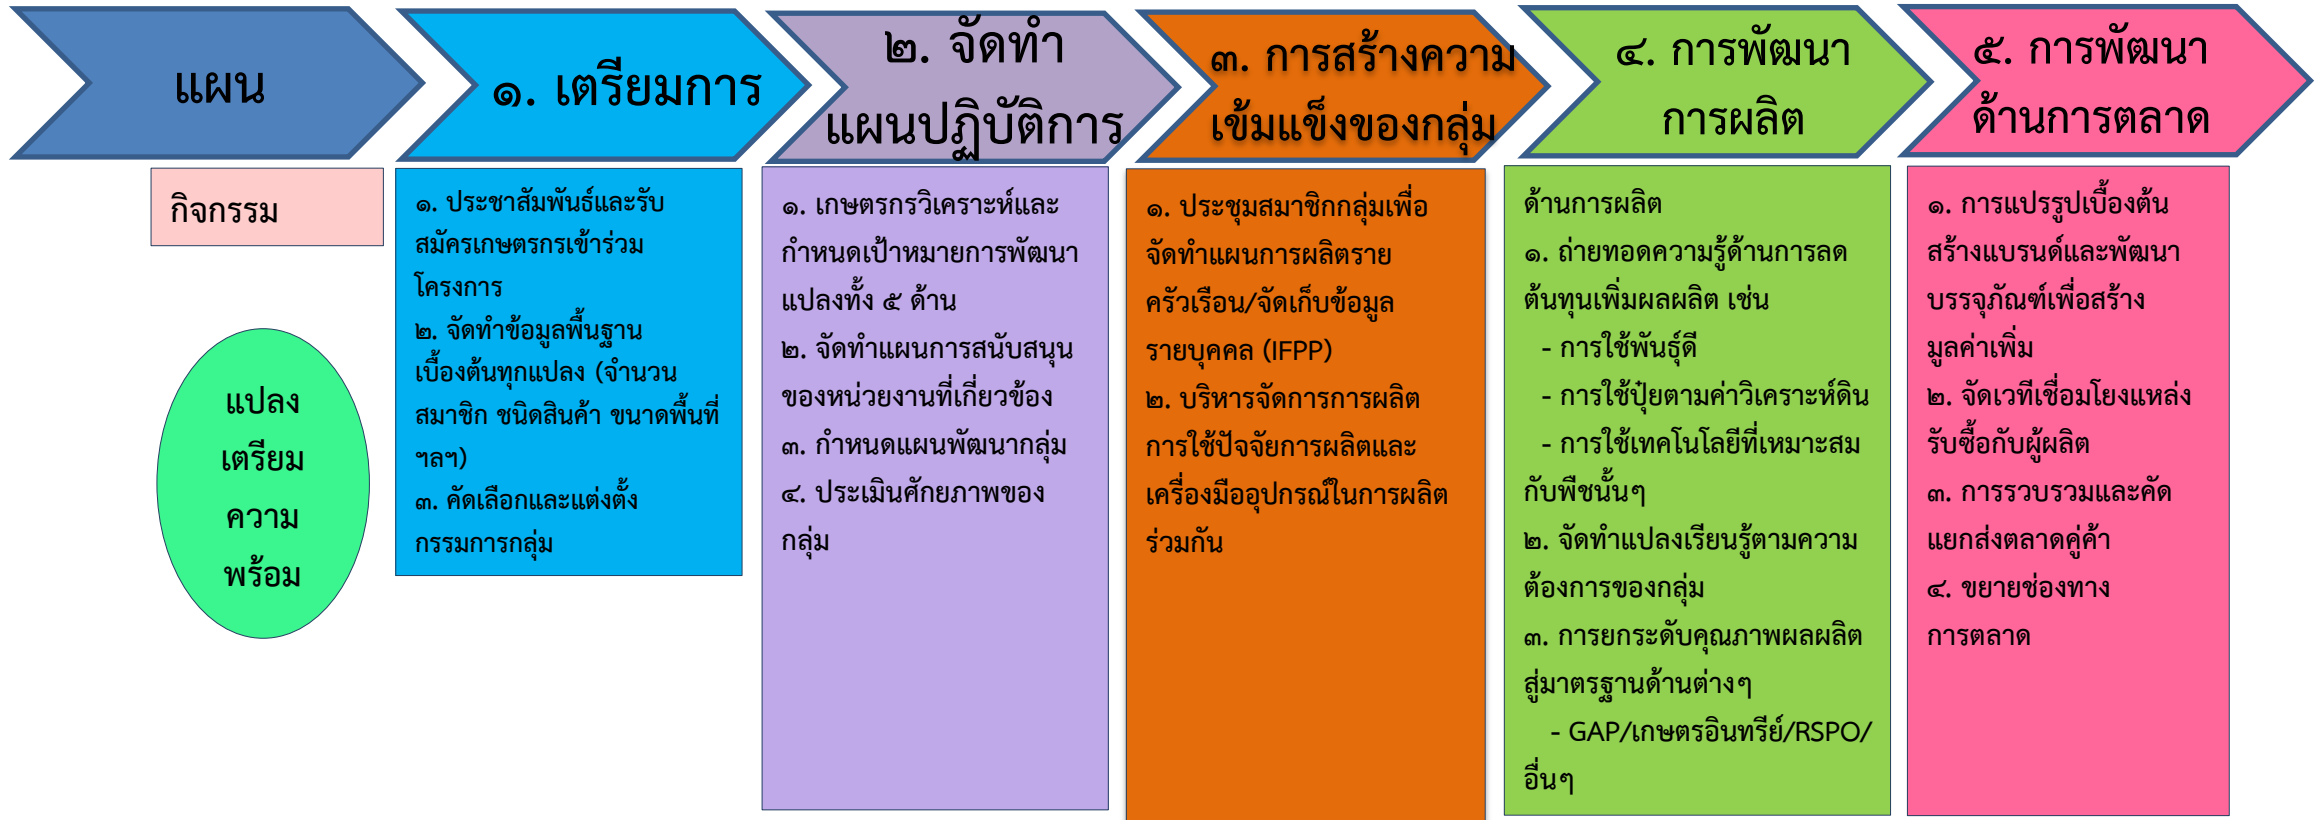 แผน
๑. เตรียมการ
๒. จัดทำ
แผนปฏิบัติการ
๓. การสร้างความ
เข้มแข็งของกลุ่ม
๔. การพัฒนา
การผลิต
๕. การพัฒนา
ด้านการตลาด
กิจกรรม
แปลง
เตรียม
ความ
พร้อม
๑. ประชาสัมพันธ์และรับ
สมัครเกษตรกรเข้าร่วม
โครงการ
๒. จัดทำข้อมูลพื้นฐาน
เบื้องต้นทุกแปลง (จำนวน
สมาชิก ชนิดสินค้า ขนาดพื้นที่
ฯลฯ)
๓. คัดเลือกและแต่งตั้ง
กรรมการกลุ่ม
๑. เกษตรกรวิเคราะห์และ
กำหนดเป้าหมายการพัฒนา
แปลงทั้ง ๕ ด้าน
๒. จัดทำแผนการสนับสนุน
ของหน่วยงานที่เกี่ยวข้อง
๓. กำหนดแผนพัฒนากลุ่ม
๔. ประเมินศักยภาพของ
กลุ่ม
๑. ประชุมสมาชิกกลุ่มเพื่อ
จัดทำแผนการผลิตราย
ครัวเรือน/จัดเก็บข้อมูล
รายบุคคล (IFPP)
๒. บริหารจัดการการผลิต
การใช้ปัจจัยการผลิตและ
เครื่องมืออุปกรณ์ในการผลิต
ร่วมกัน
ด้านการผลิต
๑. ถ่ายทอดความรู้ด้านการลด
ต้นทุนเพิ่มผลผลิต เช่น
- การใช้พันธุ์ดี
- การใช้ปุ๋ยตามค่าวิเคราะห์ดิน
- การใช้เทคโนโลยีที่เหมาะสม
กับพืชนั้นๆ
๒. จัดทำแปลงเรียนรู้ตามความ
ต้องการของกลุ่ม
๓. การยกระดับคุณภาพผลผลิต
สู่มาตรฐานด้านต่างๆ
- GAP/เกษตรอินทรีย์/RSPO/
อื่นๆ
๑. การแปรรูปเบื้องต้น
สร้างแบรนด์และพัฒนา
บรรจุภัณฑ์เพื่อสร้าง
มูลค่าเพิ่ม
๒. จัดเวทีเชื่อมโยงแหล่ง
รับซื้อกับผู้ผลิต
๓. การรวบรวมและคัด
แยกส่งตลาดคู่ค้า
๔. ขยายช่องทาง
การตลาด